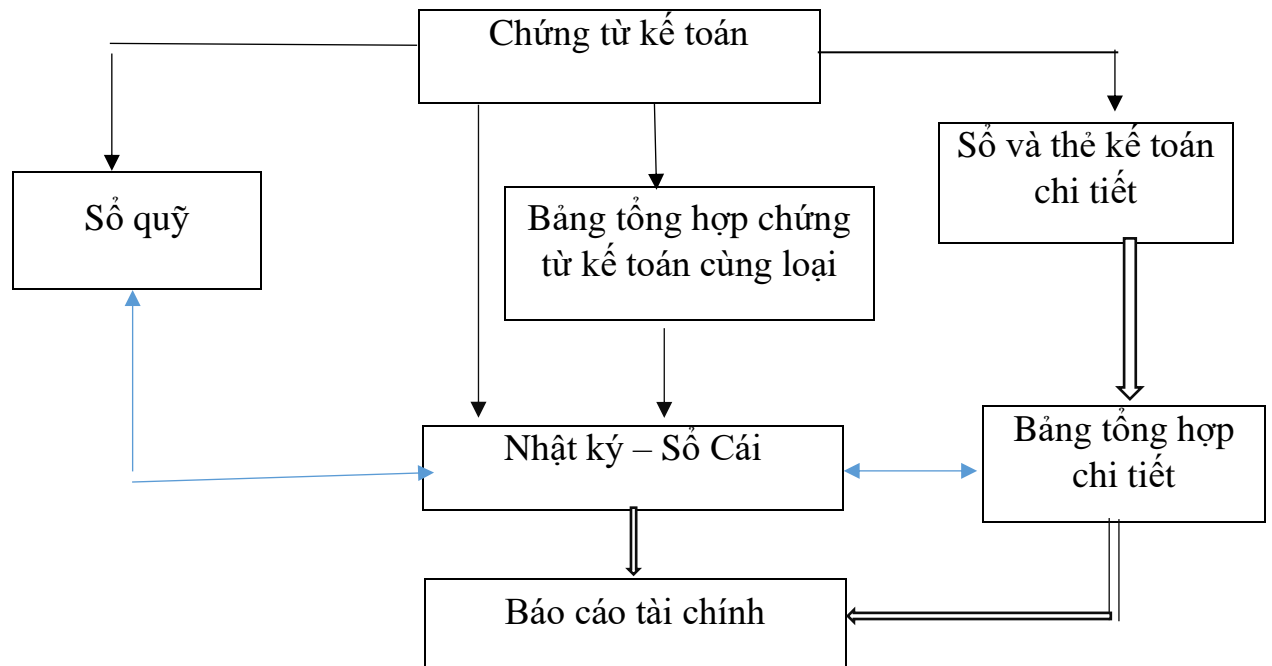 Chứng từ kế toán
Sổ quỹ
Bảng tổng hợp chứng
từ kế toán cùng loại
Sổ và thẻ kế toán
chi tiết
Nhật ký – Sổ Cái
Bảng tổng hợp
chi tiết
Báo cáo tài chính